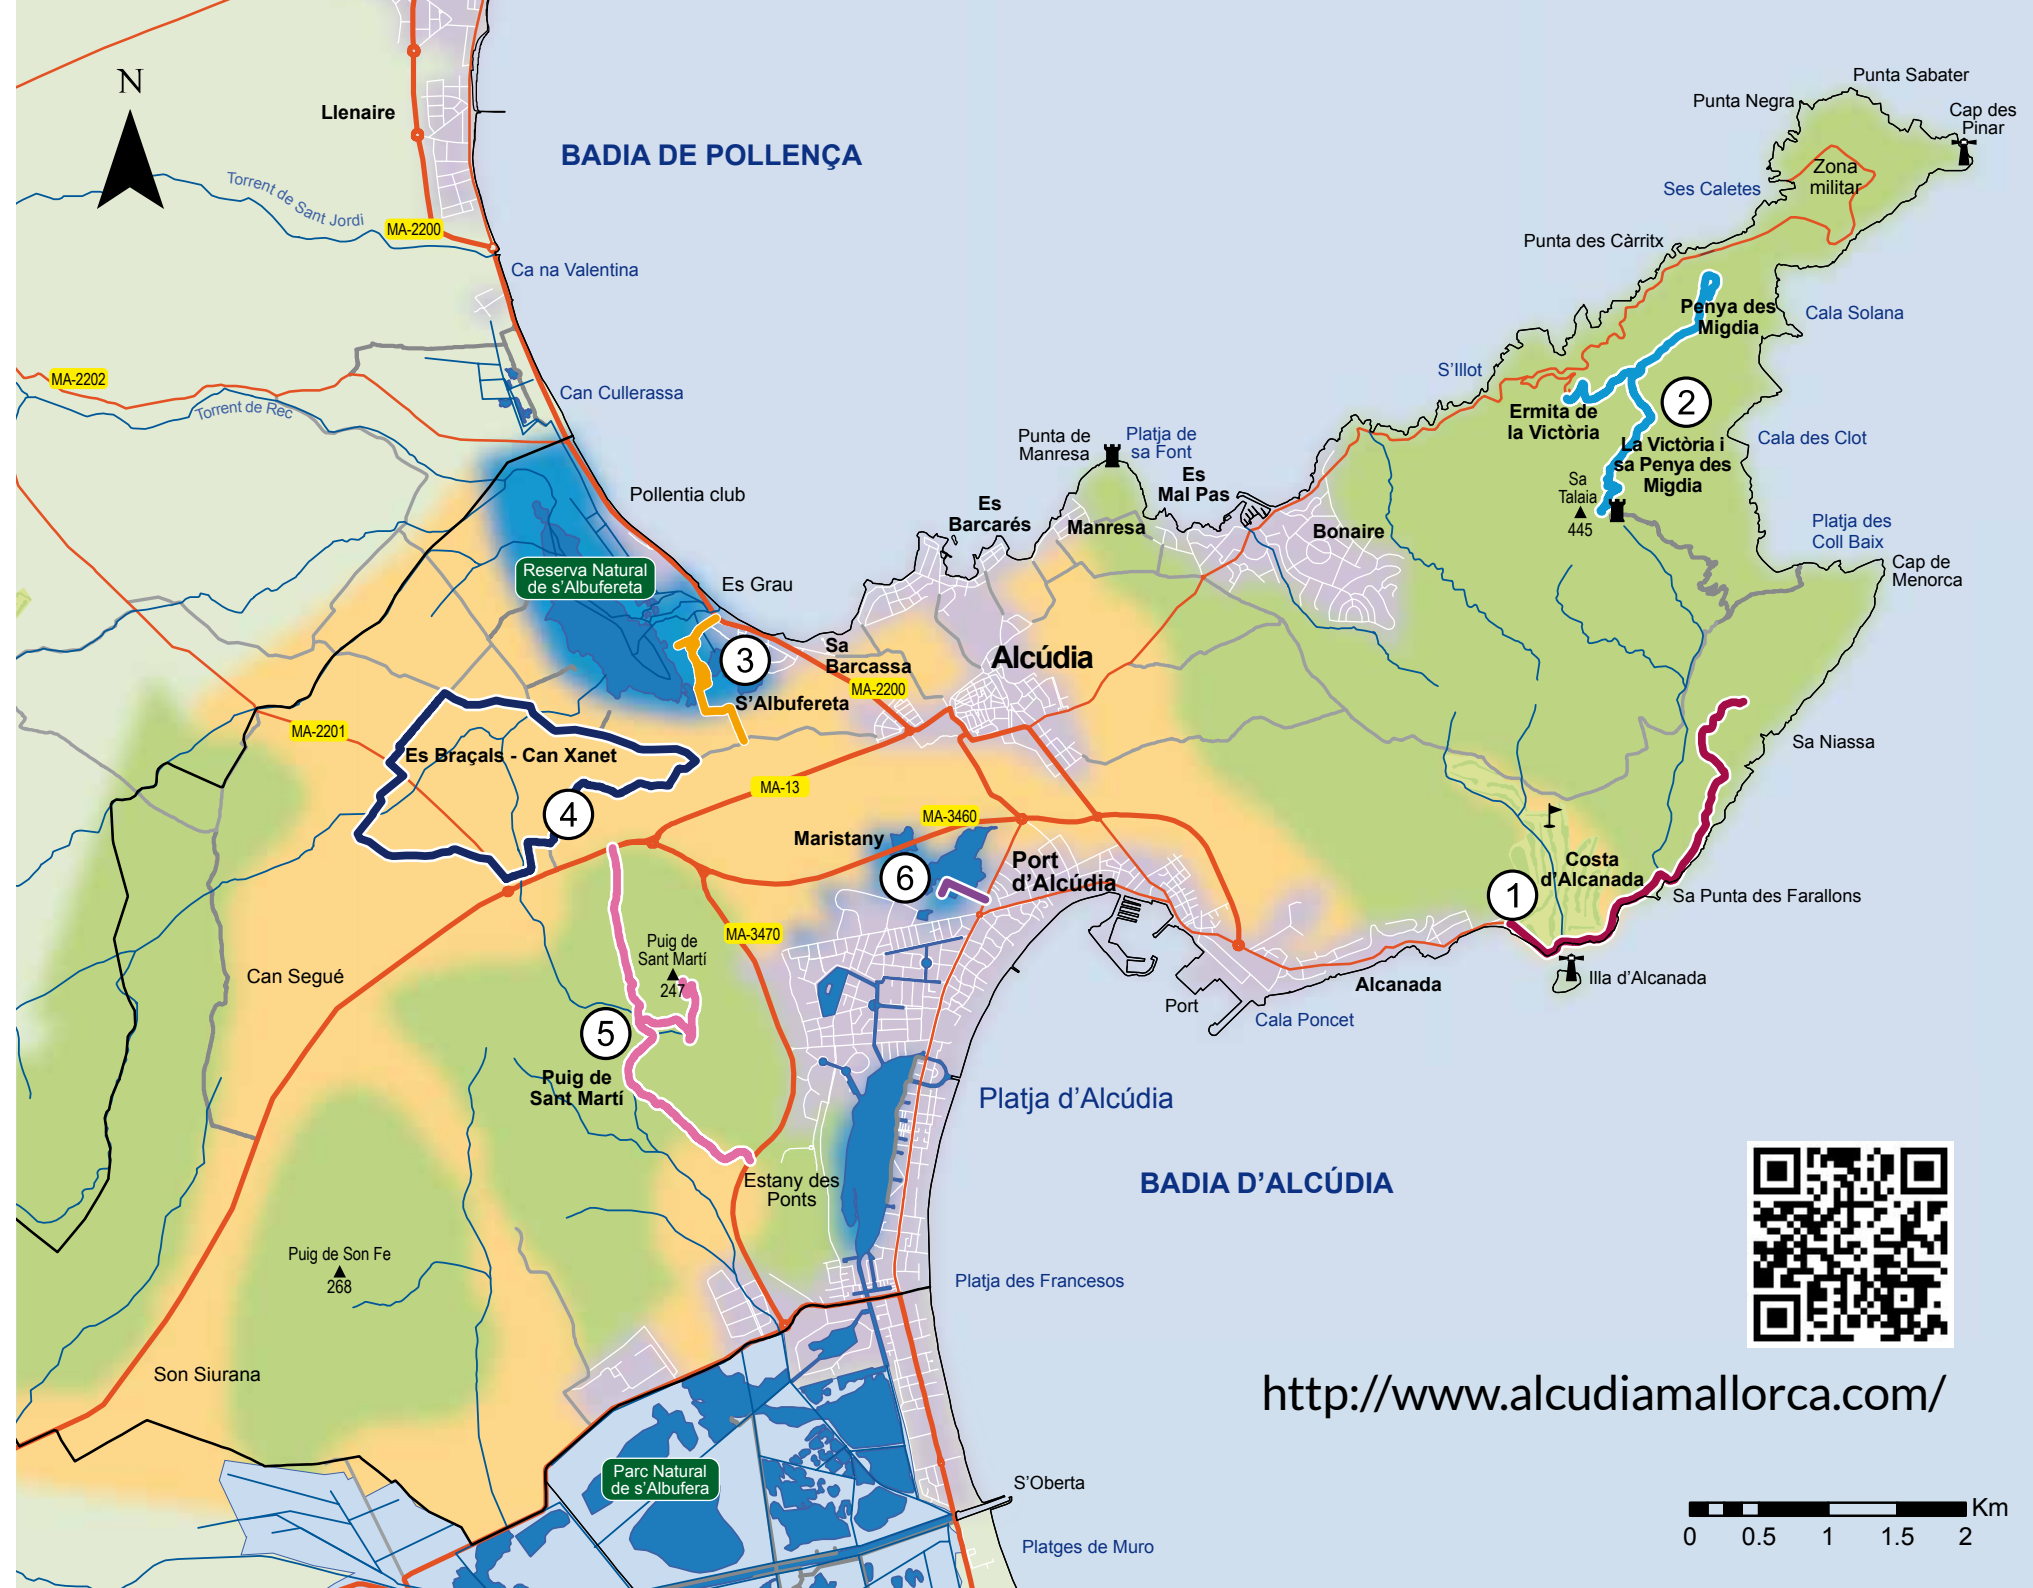 N
Punta Sabater
Punta Negra
Cap des
Pinar
Llenaire
BADIA DE POLLENÇA
Zona
militar
Torrent de Sant Jordi
Ses Caletes
MA-2200
Punta des Càrritx
Ca na Valentina
Penya des
Migdia
Cala Solana
MA-2202
S'Illot
Can Cullerassa
Torrent de Rec
2
Ermita de
la Victòria
Punta de
Manresa
Platja de
sa Font
La Victòria i
sa Penya des
Migdia
Cala des Clot
Es
Mal Pas
Pollentia club
Sa
Talaia
445
Es
Barcarés
Manresa
Bonaire
Platja des
Coll Baix
Reserva Natural
de s'Albufereta
Es Grau
Cap de
Menorca
3
Sa
Barcassa
Alcúdia
MA-2200
S'Albufereta
MA-2201
Es Braçals - Can Xanet
Sa Niassa
MA-13
4
MA-3460
Maristany
Port
d'Alcúdia
6
Costa
d'Alcanada
1
Sa Punta des Farallons
MA-3470
Puig de
Sant Martí
247
Can Segué
Illa d'Alcanada
Alcanada
Port
Cala Poncet
5
Puig de
Sant Martí
Platja d'Alcúdia
Estany des
Ponts
BADIA D'ALCÚDIA
Puig de Son Fe
268
Platja des Francesos
Son Siurana
http://www.alcudiamallorca.com/
Parc Natural
de s'Albufera
S'Oberta
Km
0 0.5 1 1.5 2
Platges de Muro